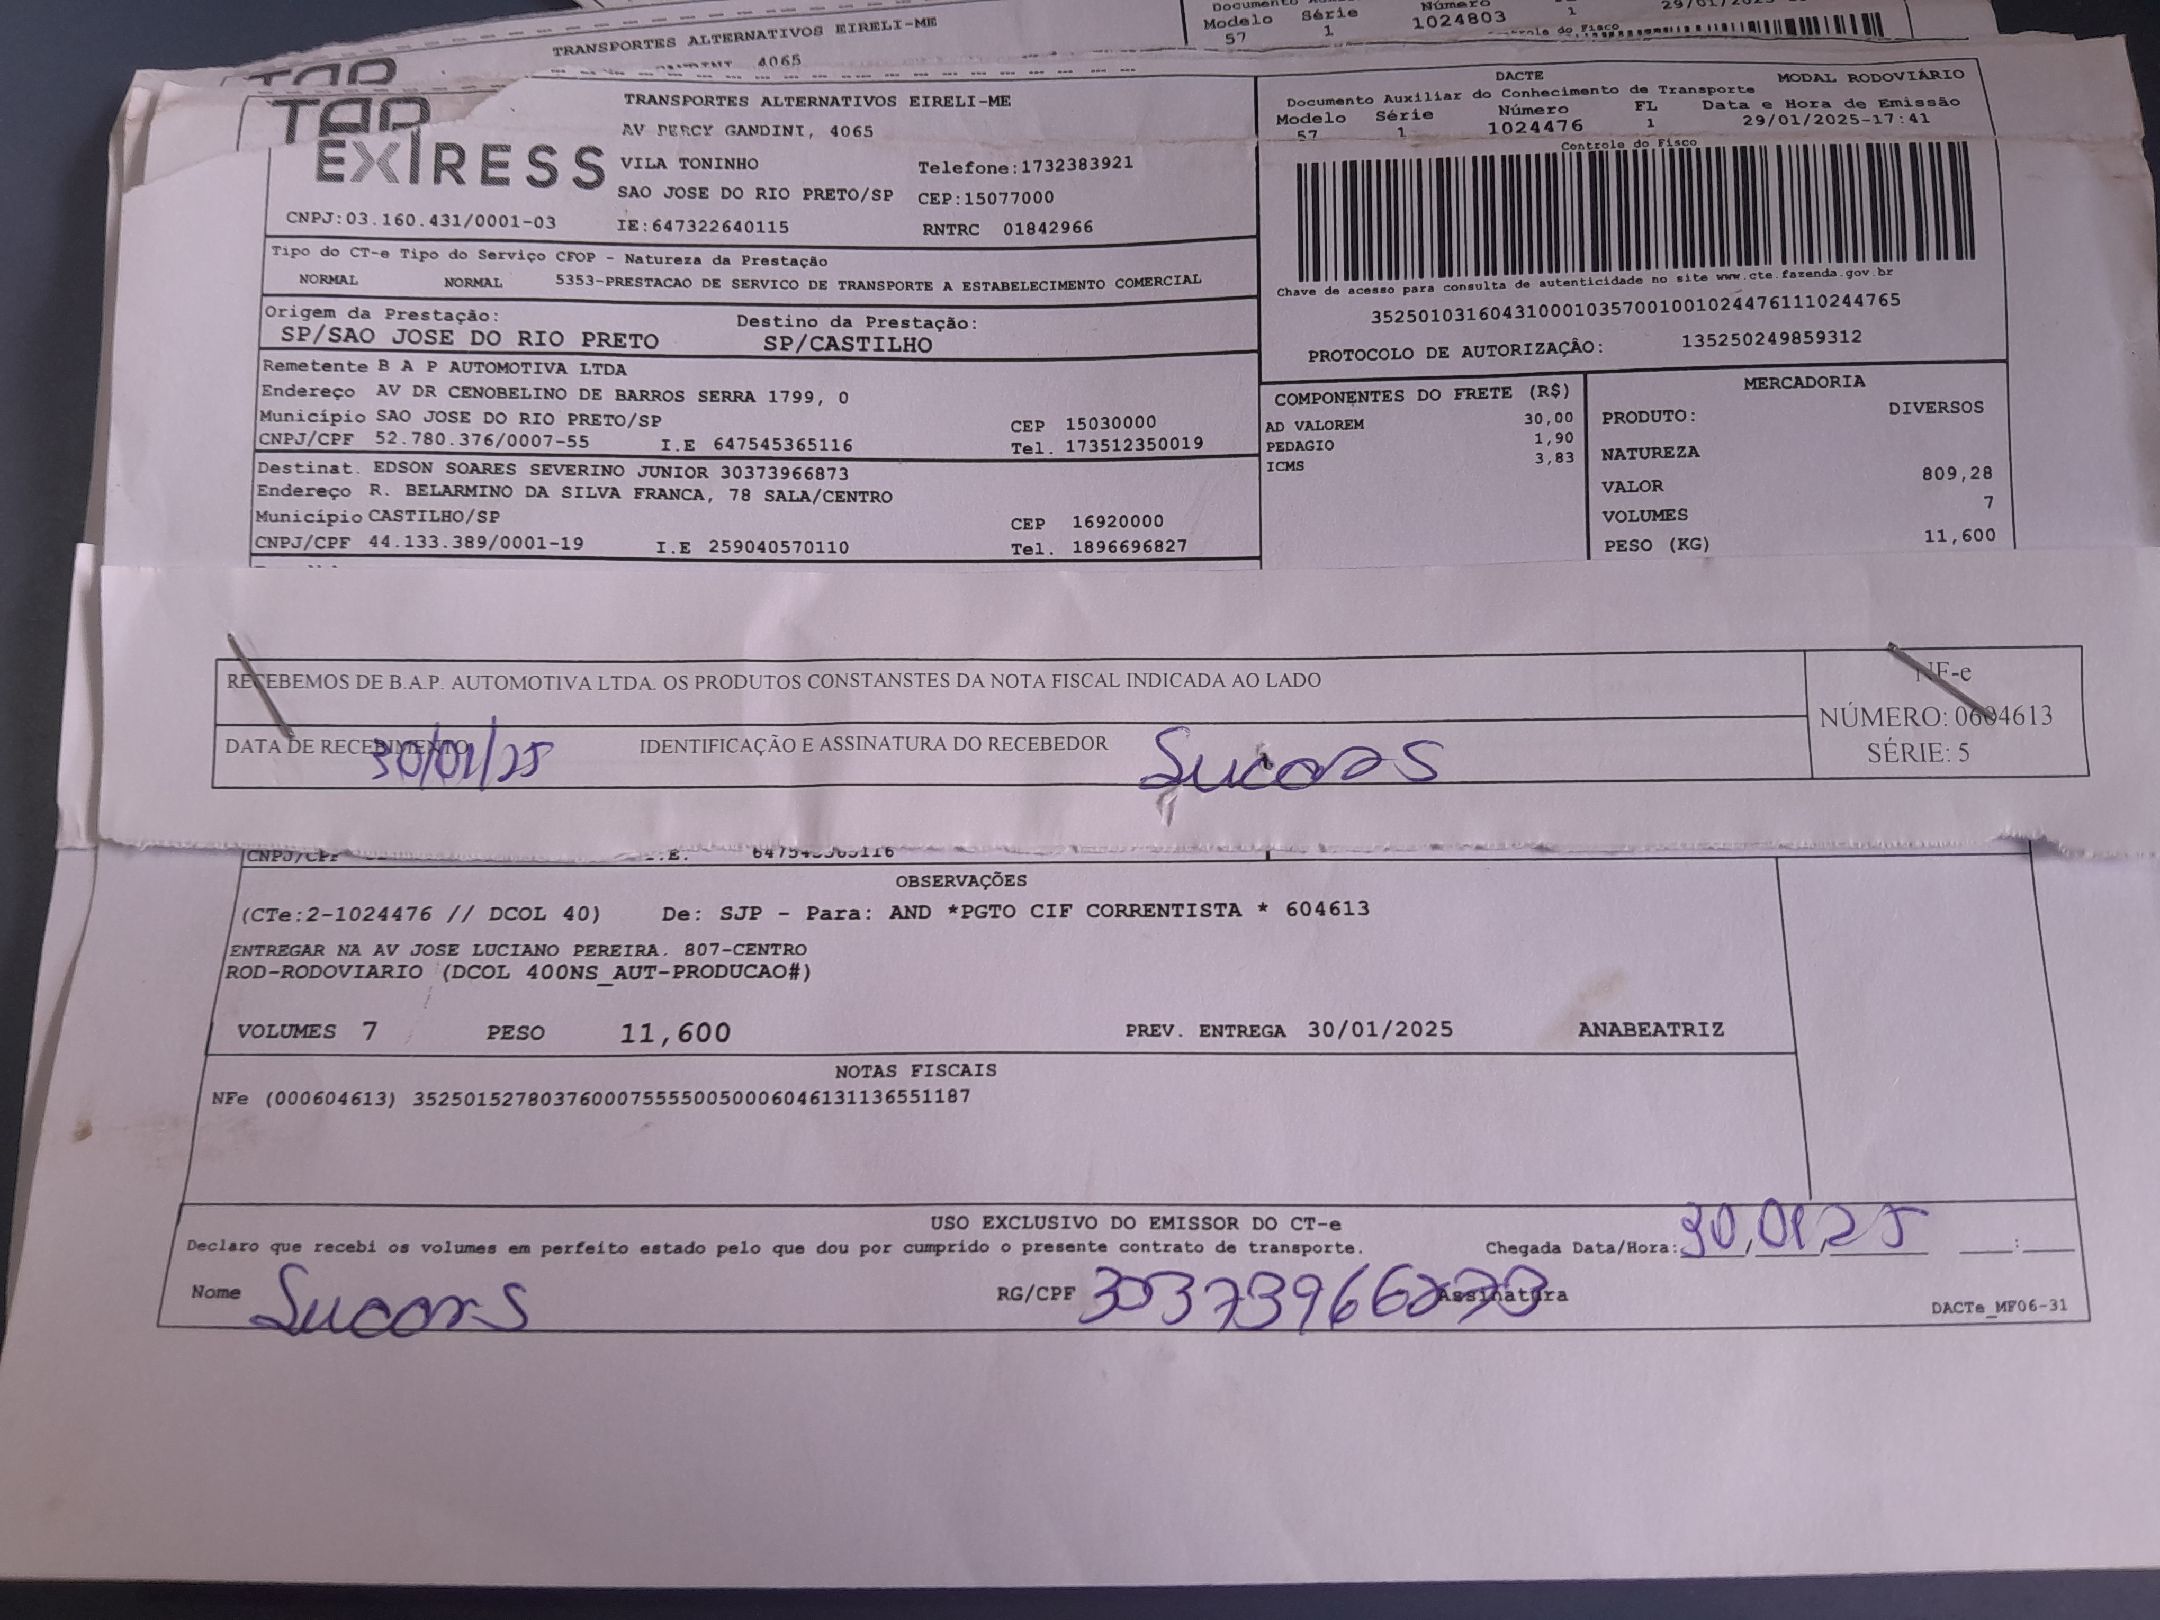 TRANSPORTES ALTERNATIVOS EIRELI-ME
4065
Modelo Série Número
57 1 1024803 1
TRANSPORTES ALTERNATIVOS EIRELI-ME
AV PERCY GANDINI, 4065
VILA TONINHO Telefone:1732383921
SAO JOSE DO RIO PRETO/SP CEP:15077000
CNPJ:03.160.431/0001-03 IE:647322640115 RNTRC 01842966
DACTE MODAL RODOVIÁRIO
Documento Auxiliar do Conhecimento de Transporte
Modelo Série Número FL Data e Hora de Emissão
57 1 1024476 1 29/01/2025-17:41
Controle do Fisco
Chave de acesso para consulta de autenticidade no site www.cte.fazenda.gov.br
35250103160431000103570010010244761110244765
PROTOCOLO DE AUTORIZAÇÃO: 135250249859312
Tipo do CT-e Tipo do Serviço CFOP - Natureza da Prestação
NORMAL NORMAL 5353-PRESTACAO DE SERVICO DE TRANSPORTE A ESTABELECIMENTO COMERCIAL
Origem da Prestação: Destino da Prestação:
SP/SAO JOSE DO RIO PRETO SP/CASTILHO
Remetente B A P AUTOMOTIVA LTDA
Endereço AV DR CENOBELINO DE BARROS SERRA 1799, 0
Município SAO JOSE DO RIO PRETO/SP CEP 15030000
CNPJ/CPF 52.780.376/0007-55 I.E 647545365116 Tel. 173512350019
Destinat. EDSON SOARES SEVERINO JUNIOR 30373966873
Endereço R. BELARMINO DA SILVA FRANCA, 78 SALA/CENTRO
Município CASTILHO/SP CEP 16920000
CNPJ/CPF 44.133.389/0001-19 I.E 259040570110 Tel. 1896696827
COMPONENTES DO FRETE (R$)
AD VALOREM 30,00
PEDAGIO 1,90
ICMS 3,83
MERCADORIA
PRODUTO: DIVERSOS
NATUREZA
VALOR 809,28
VOLUMES 7
PESO (KG) 11,600
RECEBEMOS DE B.A.P. AUTOMOTIVA LTDA. OS PRODUTOS CONSTANSTES DA NOTA FISCAL INDICADA AO LADO
DATA DE RECEBIMENTO 30/01/25 IDENTIFICAÇÃO E ASSINATURA DO RECEBEDOR
NF-e
NÚMERO: 0604613
SÉRIE: 5
CNPJ/CPF I.E. 647545365116
OBSERVAÇÕES
(CTe:2-1024476 // DCOL 40) De: SJP - Para: AND *PGTO CIF CORRENTISTA * 604613
ENTREGAR NA AV JOSE LUCIANO PEREIRA. 807-CENTRO
ROD-RODOVIARIO (DCOL 400NS_AUT-PRODUCAO#)
VOLUMES 7 PESO 11,600 PREV. ENTREGA 30/01/2025 ANABEATRIZ
NOTAS FISCAIS
NFe (000604613) 35250152780376000755550050006046131136551187
USO EXCLUSIVO DO EMISSOR DO CT-e
Declaro que recebi os volumes em perfeito estado pelo que dou por cumprido o presente contrato de transporte. Chegada Data/Hora: 30,01,25
Nome RG/CPF 30373966873 Assinatura
DACTe_MF06-31